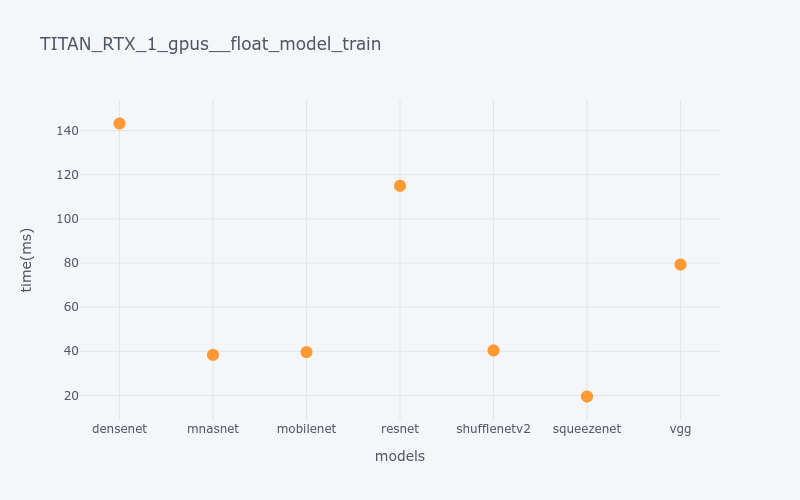 TITAN_RTX_1_gpus__float_model_train
time(ms)
140
120
100
80
60
40
20
densenet mnasnet mobilenet resnet shufflenetv2 squeezenet vgg
models